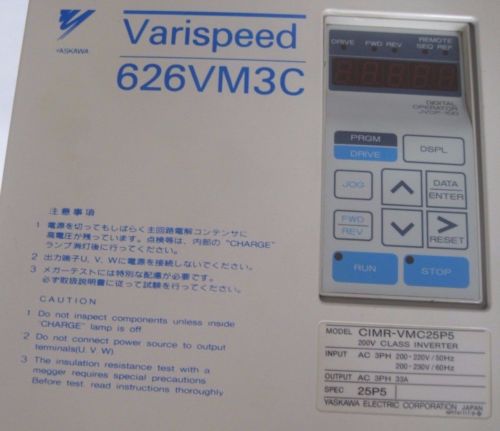 YASKAWA
Varispeed
626VM3C
DRIVE FWD REV REMOTE
SEQ REF
DIGITAL
OPERATOR
JVOP-100
PRGM
DRIVE
DSPL
JOG
DATA
ENTER
FWD
REV
RESET
RUN
STOP
注意事項
1 電源を切ってもしばらく主回路電解コンデンサに
高電圧が残っています。点検等は、内部の "CHARGE"
ランプ消灯後に行ってください。
2 出力端子U, V, Wに電源を接続しないでください。
3 メガーテストには特別な配慮が必要です。
必ず取扱説明書に従って試験を行ってください。
CAUTION
1 Do not inspect components unless inside
"CHARGE" lamp is off
2 Do not connect power source to output
terminals(U. V. W)
3 The insulation resistance test with a
megger requires special precautions
Before test, read instructions thoroughly
MODEL CIMR-VMC25P5
200V CLASS INVERTER
INPUT AC 3PH 200-220V/50Hz
200-230V/60Hz
OUTPUT AC 3PH 33A
SPEC 25P5
YASKAWA ELECTRIC CORPORATION JAPAN